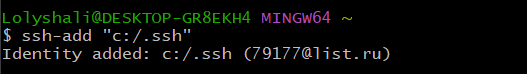 Lolyshali@DESKTOP-GR8EKH4 MINGW64 ~
$ ssh-add "c:/.ssh"
Identity added: c:/.ssh (79177@list.ru)